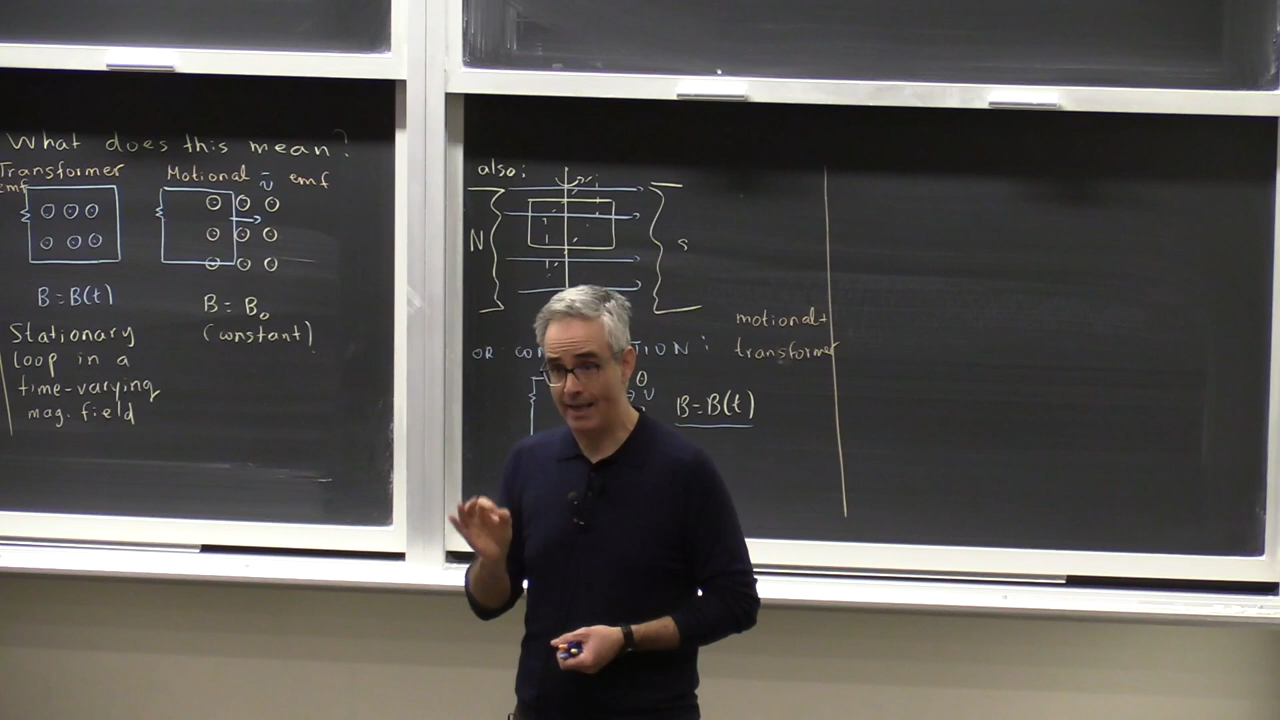 What does this mean?
Transformer
emf
B = B(t)
Stationary
loop in a
time-varying
mag. field
Motional emf
v
B = B₀
(constant)
also:
N
S
OR
motional +
transformer
v
B = B(t)